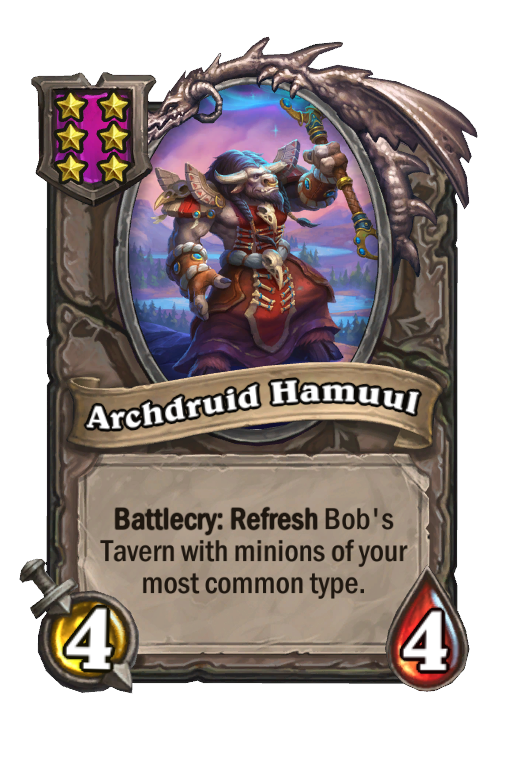 Archdruid Hamuul
Battlecry: Refresh Bob's
Tavern with minions of your
most common type.
4
4